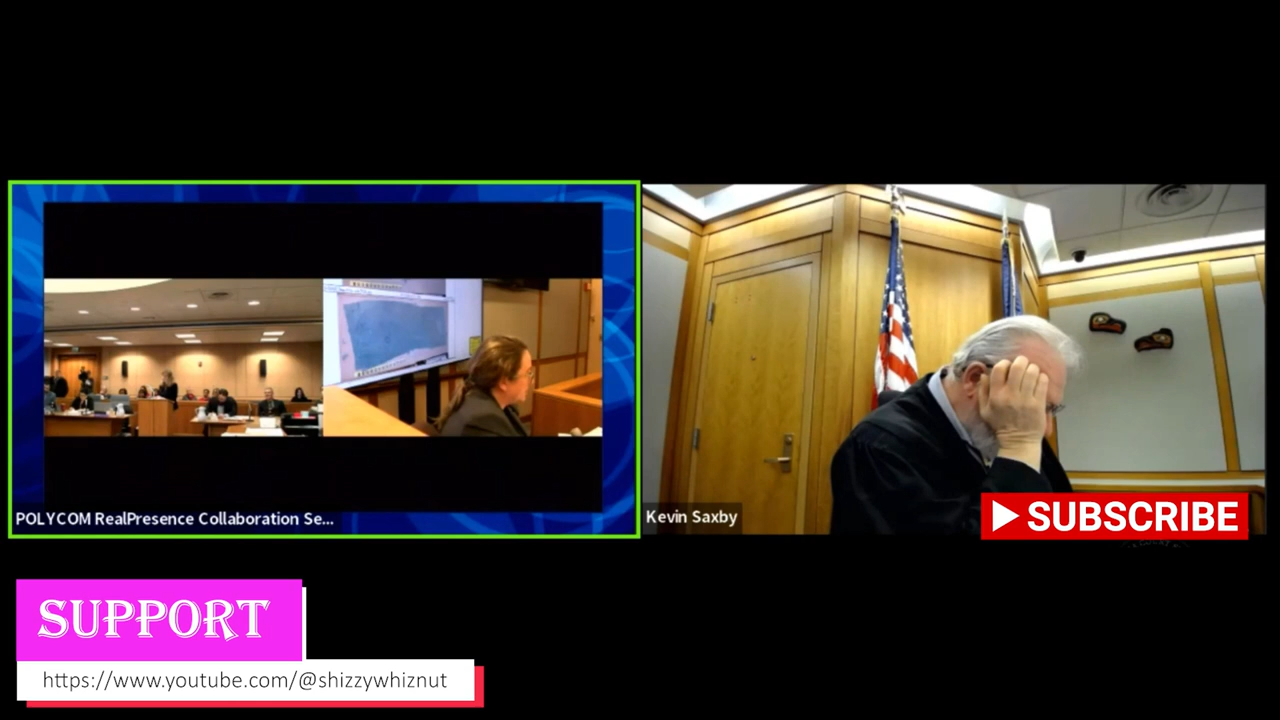 POLYCOM RealPresence Collaboration Se...
Kevin Saxby
SUBSCRIBE
SUPPORT
https://www.youtube.com/@shizzywhiznut